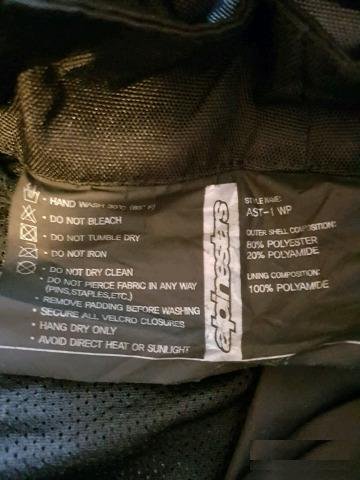 • HAND WASH 30°C (85° F)
• DO NOT BLEACH
• DO NOT TUMBLE DRY
• DO NOT IRON
• DO NOT DRY CLEAN
• DO NOT PIERCE FABRIC IN ANY WAY
(PINS,STAPLES,ETC.)
• REMOVE PADDING BEFORE WASHING
• SECURE ALL VELCRO CLOSURES
• HANG DRY ONLY
• AVOID DIRECT HEAT OR SUNLIGHT
alpinestars
STYLE NAME:
AST-1 WP
OUTER SHELL COMPOSITION:
80% POLYESTER
20% POLYAMIDE
LINING COMPOSITION:
100% POLYAMIDE